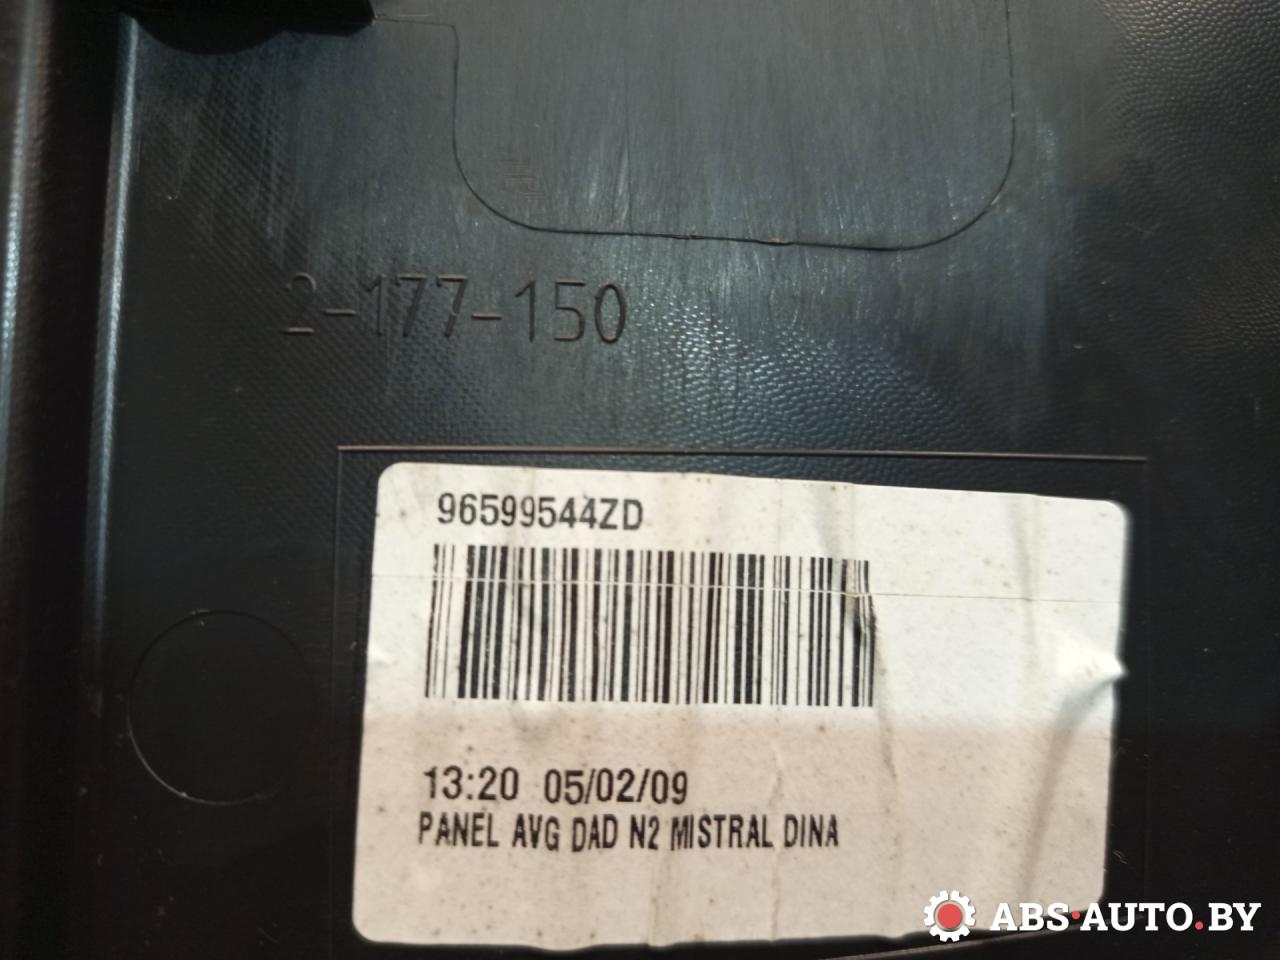 2-177-150
96599544ZD
13:20 05/02/09
PANEL AVG DAD N2 MISTRAL DINA
ABS·AUTO.BY